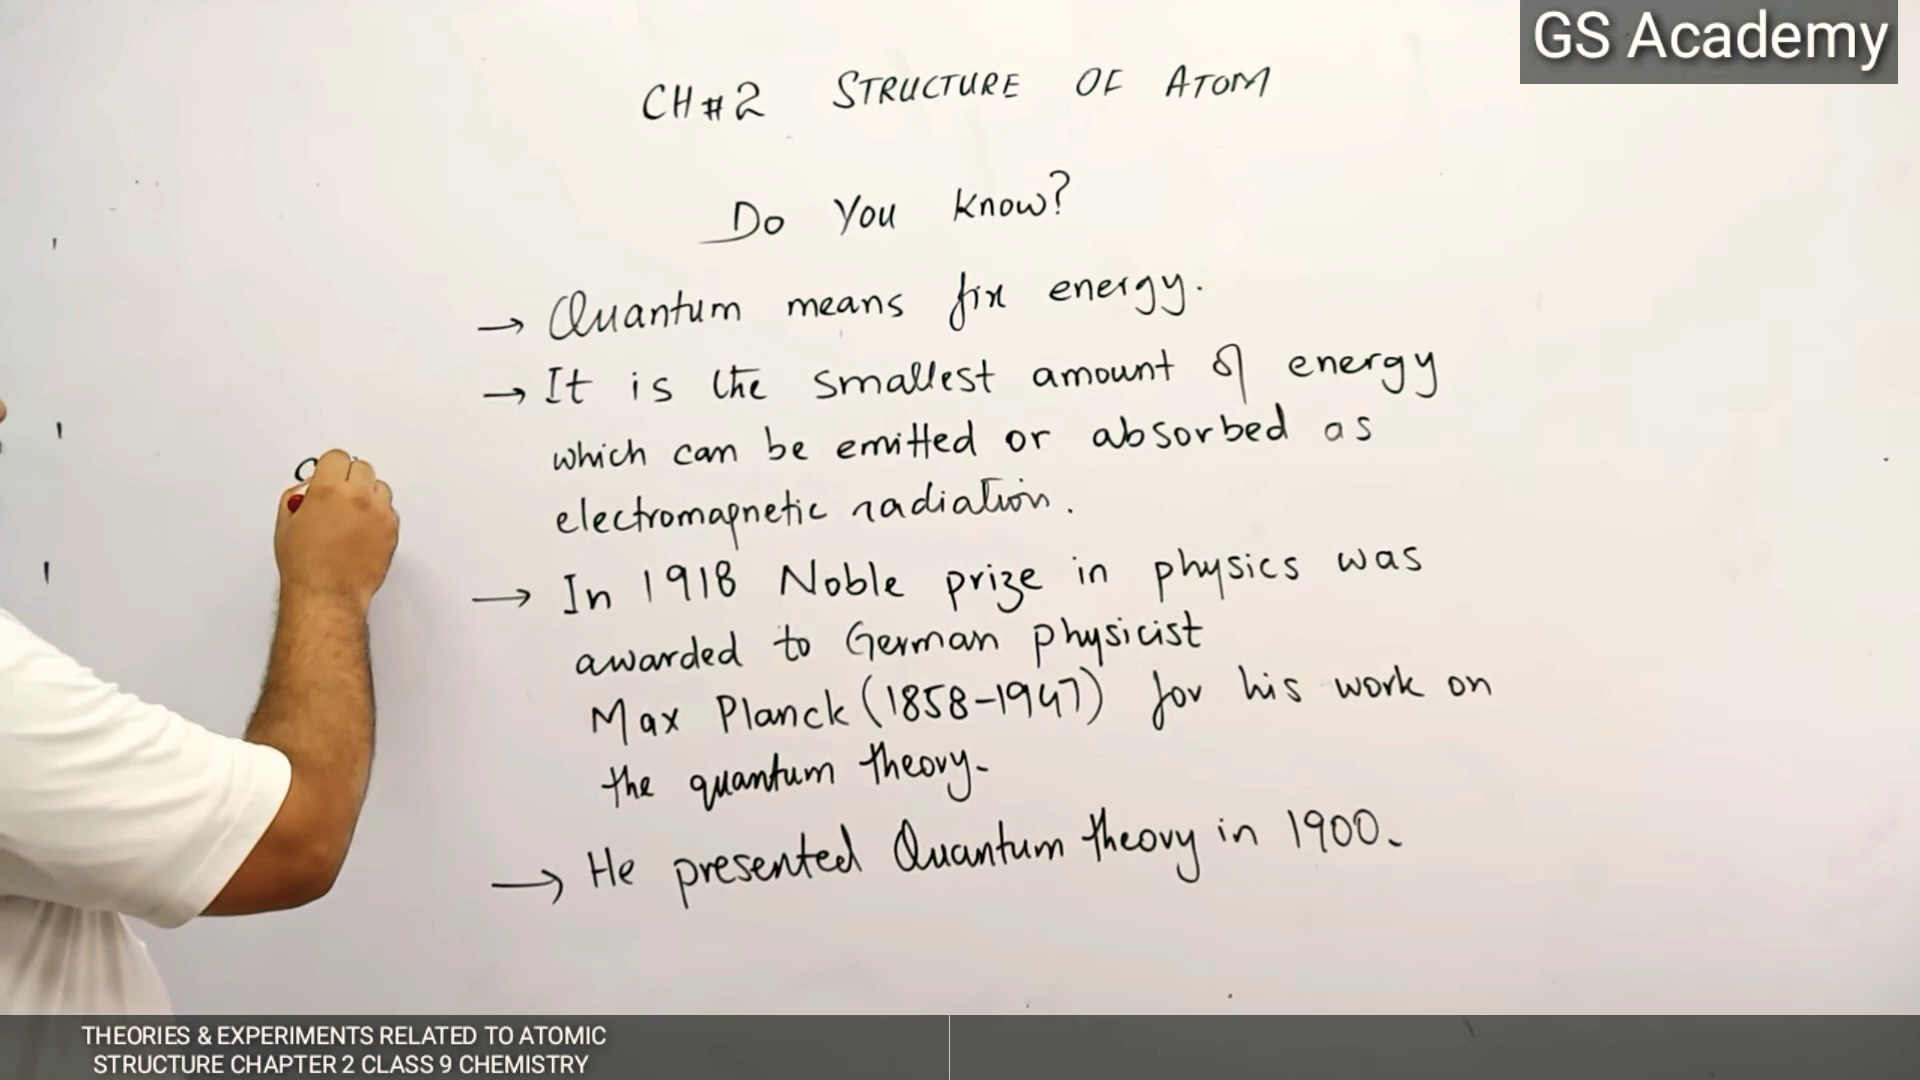 GS Academy
CH # 2 STRUCTURE OF ATOM
Do You Know?
→ Quantum means fix energy.
→ It is the smallest amount of energy
which can be emitted or absorbed as
electromagnetic radiation.
→ In 1918 Noble prize in physics was
awarded to German physicist
Max Planck (1858-1947) for his work on
the quantum theory.
→ He presented Quantum theory in 1900.
THEORIES & EXPERIMENTS RELATED TO ATOMIC
STRUCTURE CHAPTER 2 CLASS 9 CHEMISTRY